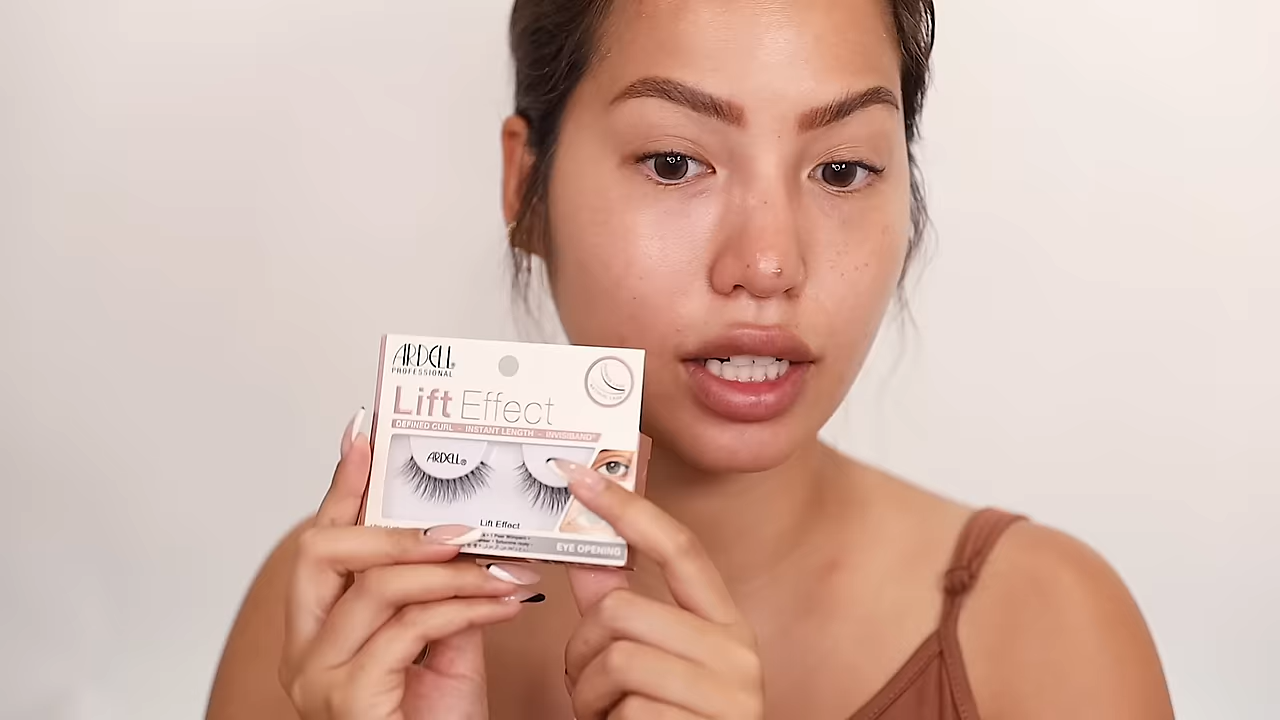 ARDELL
PROFESSIONAL
Lift Effect
DEFINED CURL - INSTANT LENGTH - INVISIBAND
ARDELL®
Lift Effect
EYE OPENING